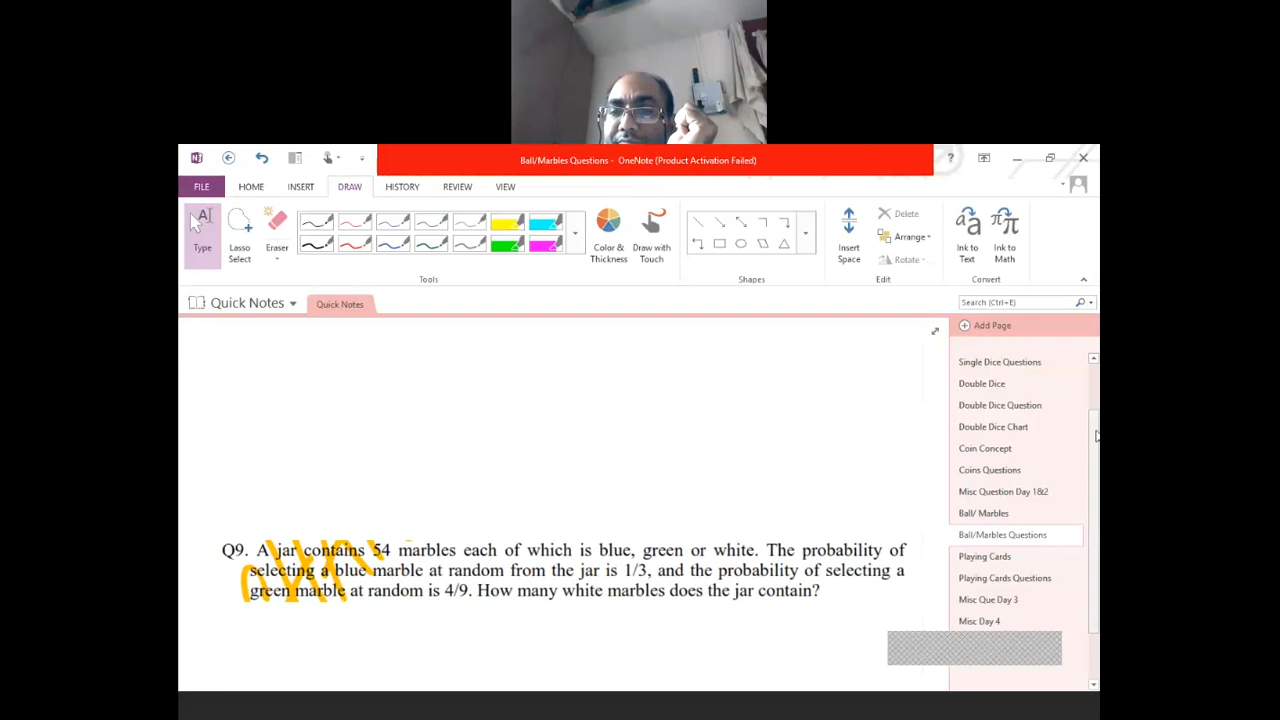 Ball/Marbles Questions - OneNote (Product Activation Failed)
FILE HOME INSERT DRAW HISTORY REVIEW VIEW
Type
Lasso Select
Eraser
Color & Thickness
Draw with Touch
Insert Space
Delete
Arrange
Rotate
Ink to Text
Ink to Math
Tools
Shapes
Edit
Convert
Quick Notes
Quick Notes
Search (Ctrl+E)
Add Page
Single Dice Questions
Double Dice
Double Dice Question
Double Dice Chart
Coin Concept
Coins Questions
Misc Question Day 1&2
Ball/ Marbles
Ball/Marbles Questions
Playing Cards
Playing Cards Questions
Misc Que Day 3
Misc Day 4
Q9. A jar contains 54 marbles each of which is blue, green or white. The probability of
selecting a blue marble at random from the jar is 1/3, and the probability of selecting a
green marble at random is 4/9. How many white marbles does the jar contain?